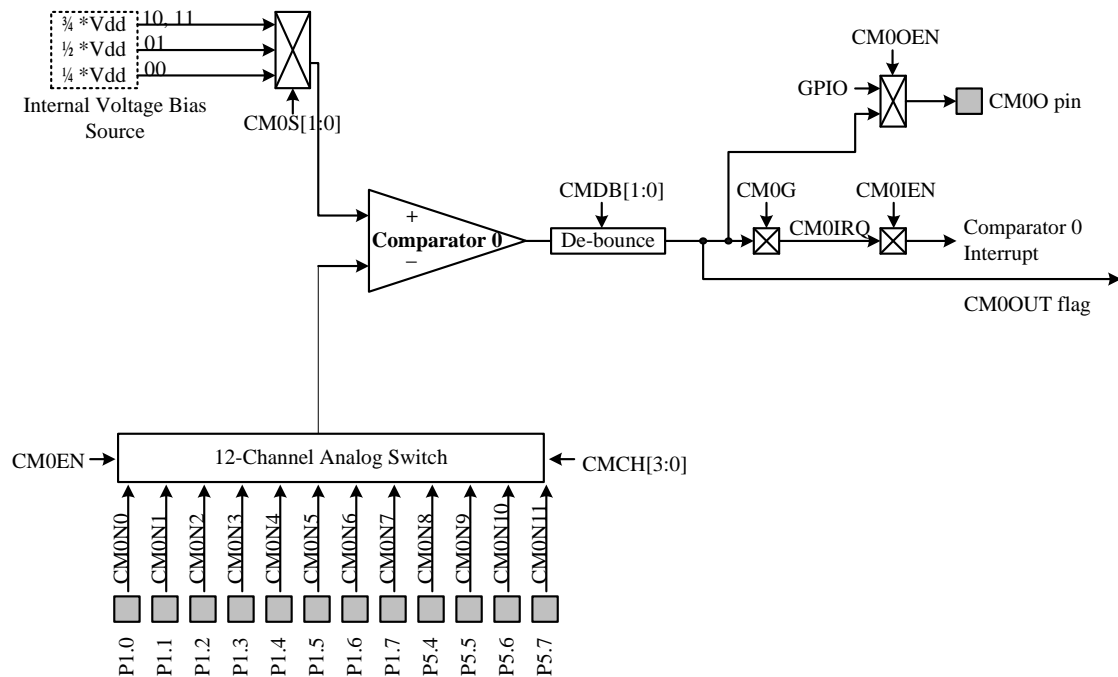 ¾ *Vdd
10, 11
½ *Vdd
01
¼ *Vdd
00
Internal Voltage Bias
Source
CM0S[1:0]
CM0OEN
GPIO
CM0O pin
+
Comparator 0
−
CMDB[1:0]
De-bounce
CM0G
CM0IRQ
CM0IEN
Comparator 0
Interrupt
CM0OUT flag
CM0EN
12-Channel Analog Switch
CMCH[3:0]
CM0N0
CM0N1
CM0N2
CM0N3
CM0N4
CM0N5
CM0N6
CM0N7
CM0N8
CM0N9
CM0N10
CM0N11
P1.0
P1.1
P1.2
P1.3
P1.4
P1.5
P1.6
P1.7
P5.4
P5.5
P5.6
P5.7